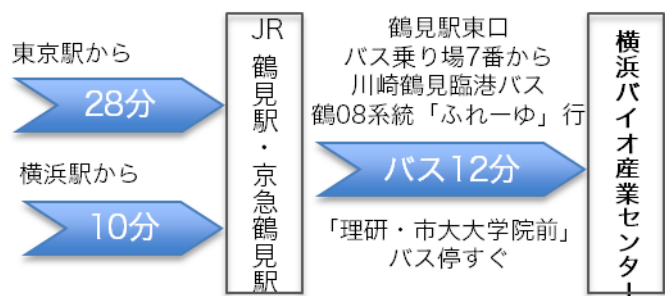 東京駅から
28分
横浜駅から
10分
JR 鶴見駅・京急鶴見駅
鶴見駅東口
バス乗り場7番から
川崎鶴見臨港バス
鶴08系統「ふれーゆ」行
バス12分
「理研・市大大学院前」
バス停すぐ
横浜バイオ産業センター